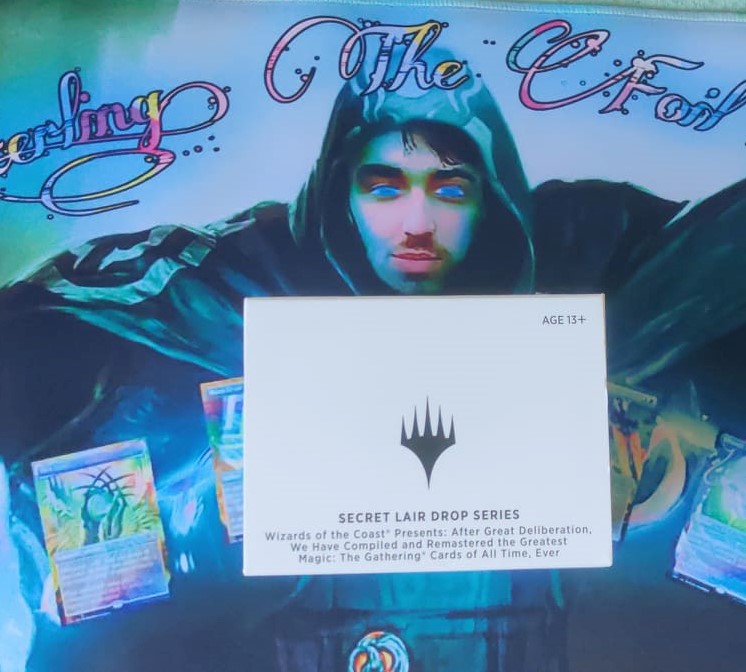 The
Foil
AGE 13+
SECRET LAIR DROP SERIES
Wizards of the Coast® Presents: After Great Deliberation,
We Have Compiled and Remastered the Greatest
Magic: The Gathering® Cards of All Time, Ever